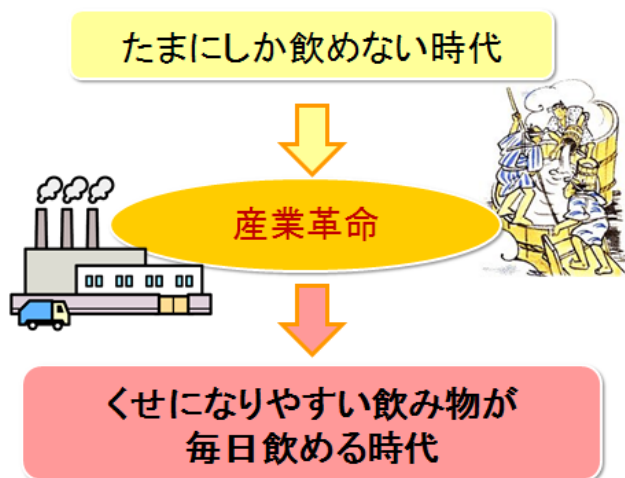 たまにしか飲めない時代
産業革命
くせになりやすい飲み物が
毎日飲める時代